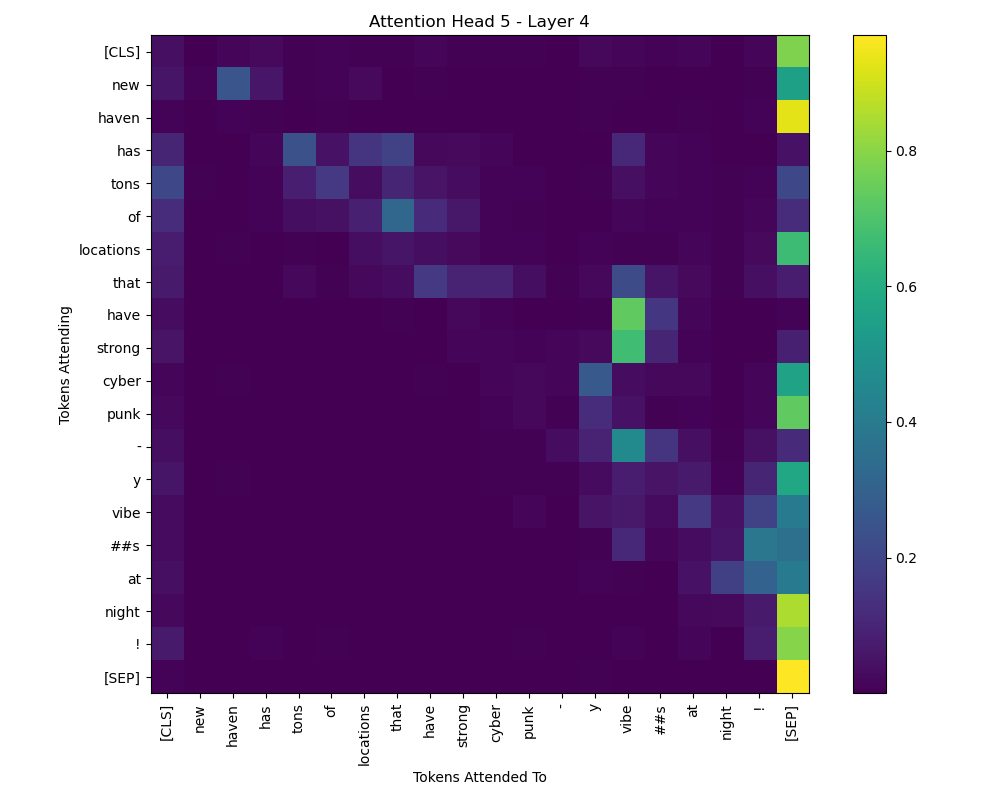 Attention Head 5 - Layer 4
Tokens Attending
[CLS]
new
haven
has
tons
of
locations
that
have
strong
cyber
punk
-
y
vibe
##s
at
night
!
[SEP]
[CLS]
new
haven
has
tons
of
locations
that
have
strong
cyber
punk
-
y
vibe
##s
at
night
!
[SEP]
Tokens Attended To
0.8
0.6
0.4
0.2